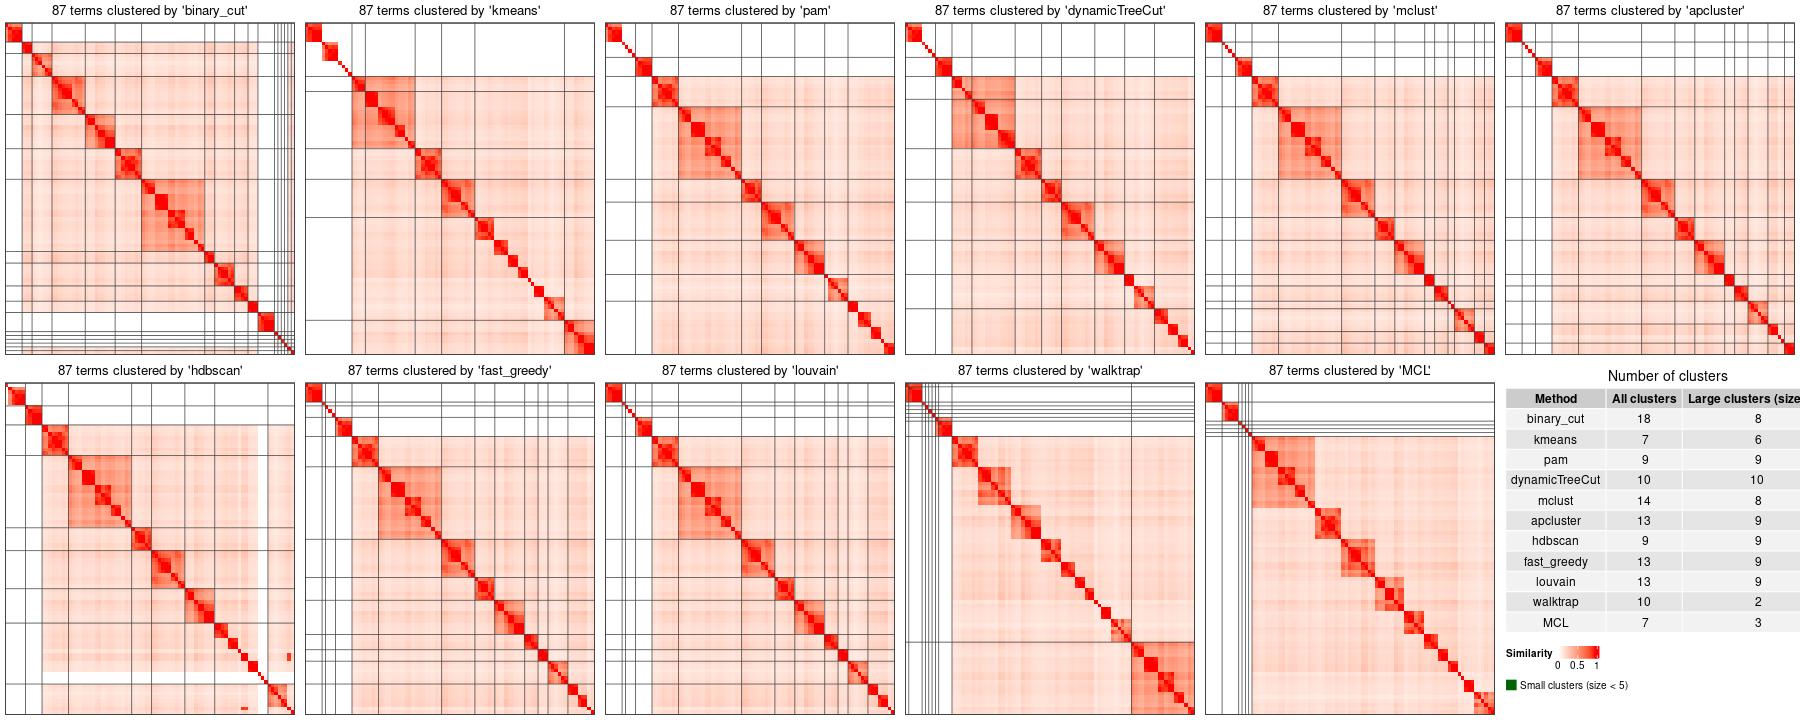 87 terms clustered by 'binary_cut'
87 terms clustered by 'kmeans'
87 terms clustered by 'pam'
87 terms clustered by 'dynamicTreeCut'
87 terms clustered by 'mclust'
87 terms clustered by 'apcluster'
87 terms clustered by 'hdbscan'
87 terms clustered by 'fast_greedy'
87 terms clustered by 'louvain'
87 terms clustered by 'walktrap'
87 terms clustered by 'MCL'
Number of clusters
Method All clusters Large clusters (size
binary_cut 18 8
kmeans 7 6
pam 9 9
dynamicTreeCut 10 10
mclust 14 8
apcluster 13 9
hdbscan 9 9
fast_greedy 13 9
louvain 13 9
walktrap 10 2
MCL 7 3
Similarity
0 0.5 1
Small clusters (size < 5)